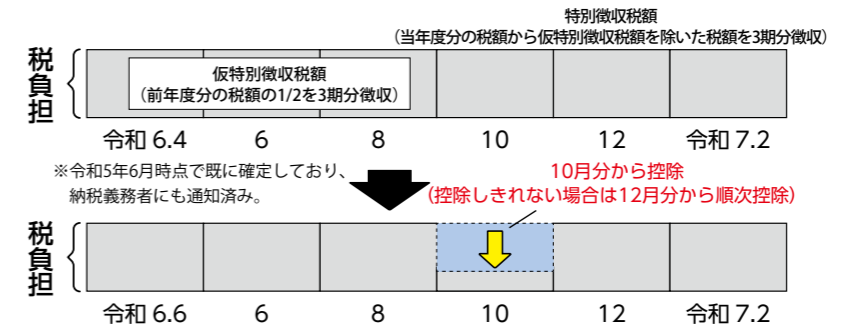 特別徴収税額
（当年度分の税額から仮特別徴収税額を除いた税額を3期分徴収）
税負担
仮特別徴収税額
（前年度分の税額の1/2を3期分徴収）
令和 6.4 6 8 10 12 令和 7.2
※令和5年6月時点で既に確定しており、
納税義務者にも通知済み。
10月分から控除
（控除しきれない場合は12月分から順次控除）
税負担
令和 6.6 6 8 10 12 令和 7.2